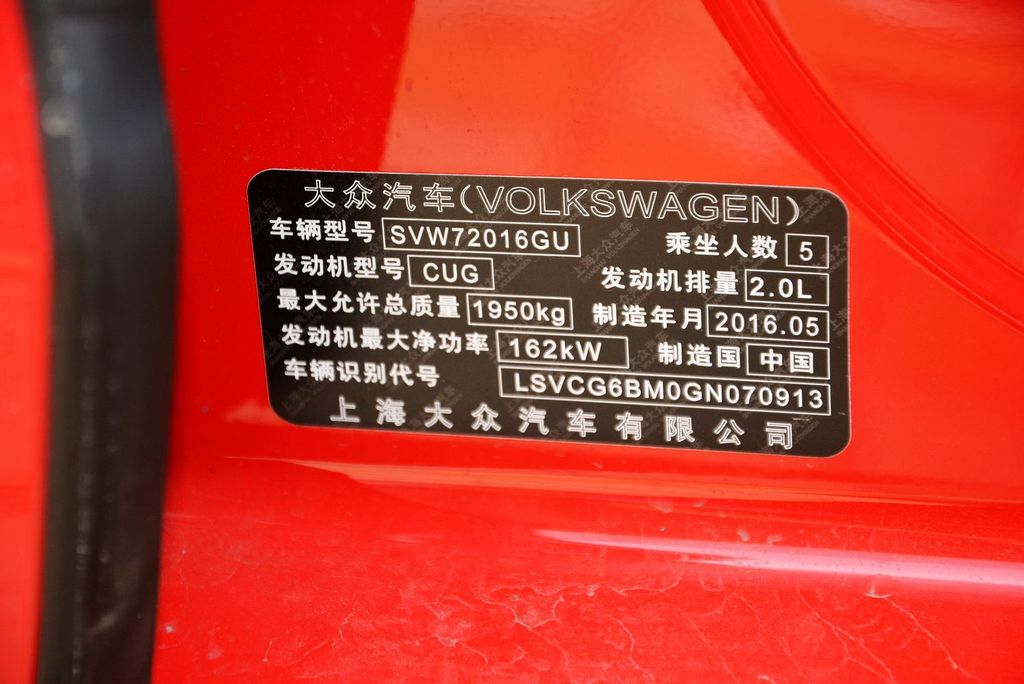 大众汽车(VOLKSWAGEN)
车辆型号 SVW72016GU 乘坐人数 5
发动机型号 CUG 发动机排量 2.0L
最大允许总质量 1950kg 制造年月 2016.05
发动机最大净功率 162kW 制造国 中国
车辆识别代号 LSVCG6BM0GN070913
上海大众汽车有限公司